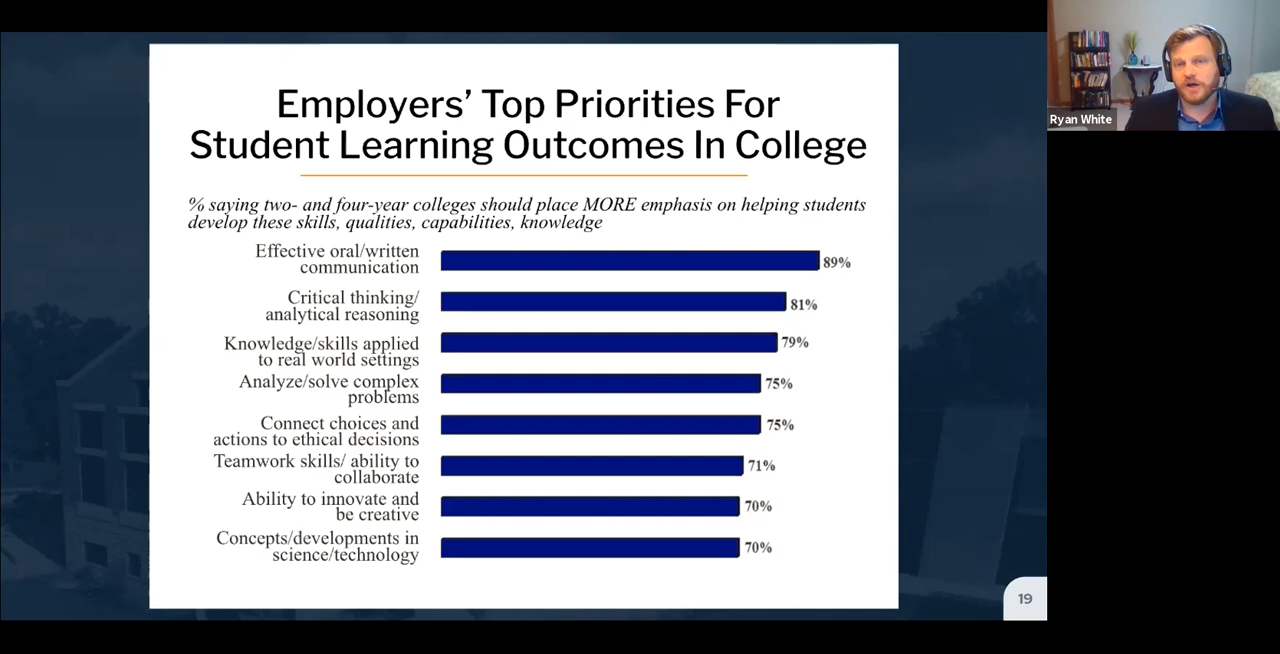 Employers’ Top Priorities For
Student Learning Outcomes In College
% saying two- and four-year colleges should place MORE emphasis on helping students
develop these skills, qualities, capabilities, knowledge
Effective oral/written
communication
89%
Critical thinking/
analytical reasoning
81%
Knowledge/skills applied
to real world settings
79%
Analyze/solve complex
problems
75%
Connect choices and
actions to ethical decisions
75%
Teamwork skills/ ability to
collaborate
71%
Ability to innovate and
be creative
70%
Concepts/developments in
science/technology
70%
19
Ryan White